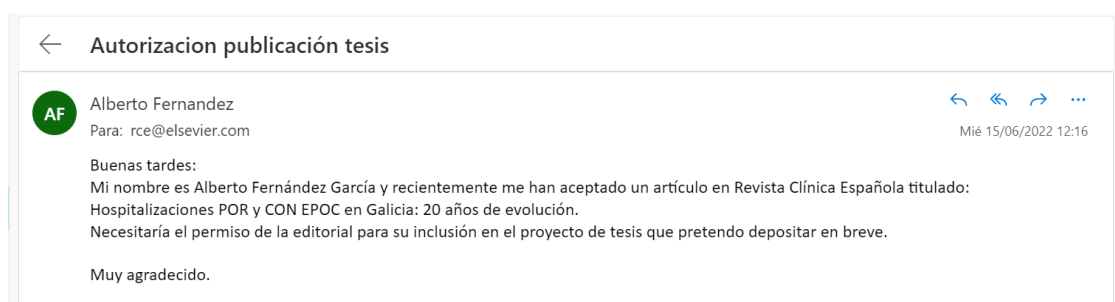 Autorizacion publicación tesis
AF
Alberto Fernandez
Para: rce@elsevier.com
Mié 15/06/2022 12:16
Buenas tardes:
Mi nombre es Alberto Fernández García y recientemente me han aceptado un artículo en Revista Clínica Española titulado:
Hospitalizaciones POR y CON EPOC en Galicia: 20 años de evolución.
Necesitaría el permiso de la editorial para su inclusión en el proyecto de tesis que pretendo depositar en breve.
Muy agradecido.